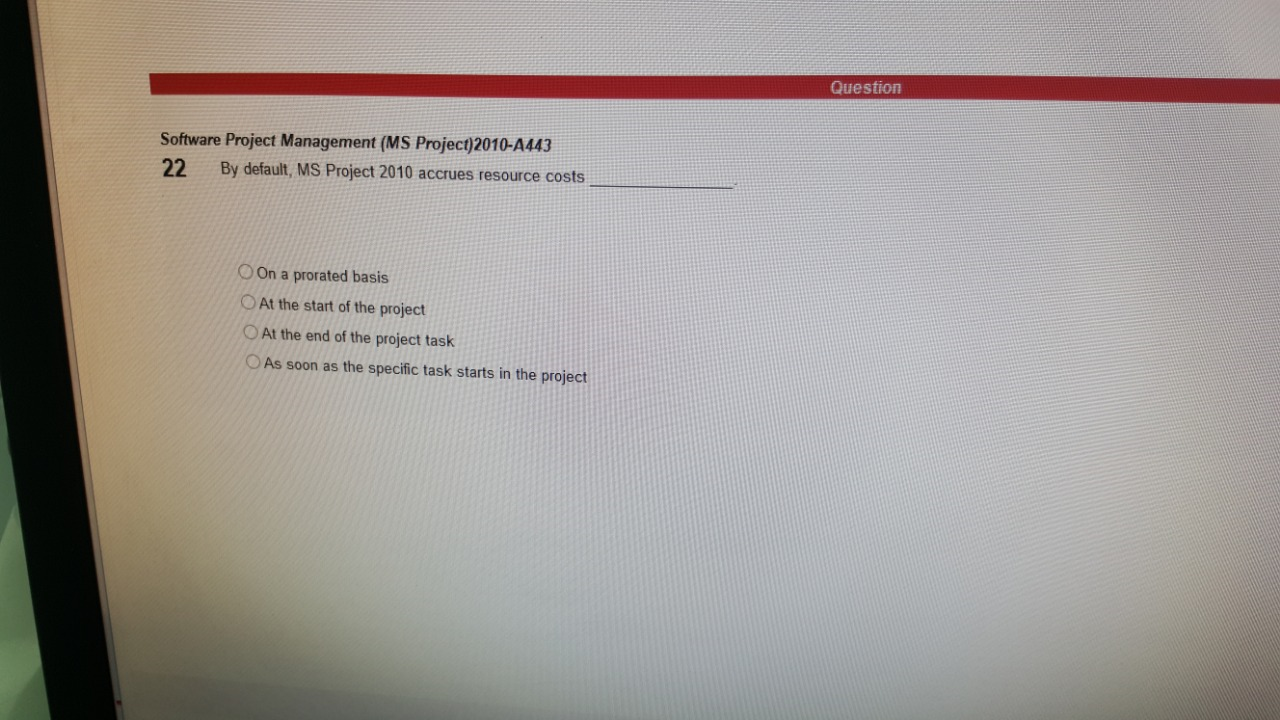 Question
Software Project Management (MS Project)2010-A443
22 By default, MS Project 2010 accrues resource costs ____________.
On a prorated basis
At the start of the project
At the end of the project task
As soon as the specific task starts in the project